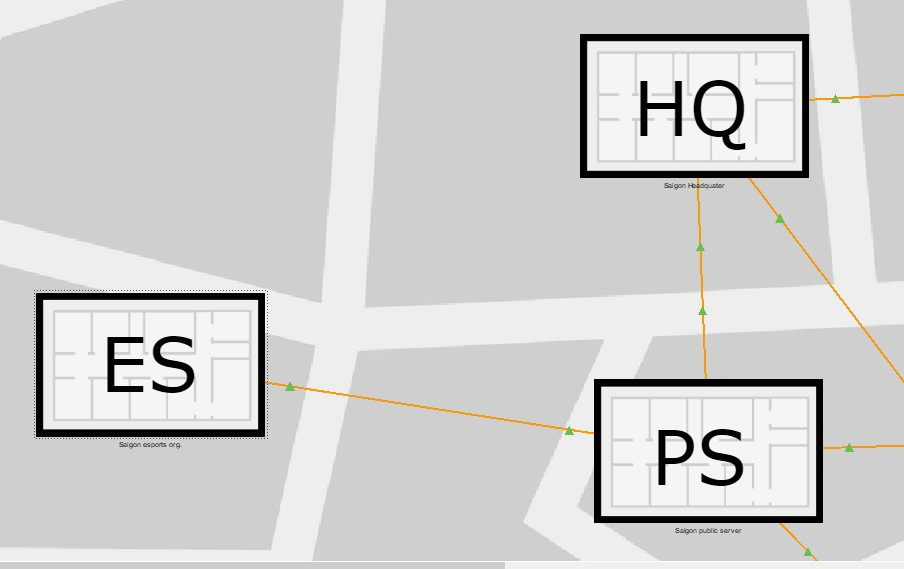 HQ
Saigon Headquater
ES
Saigon esports org.
PS
Saigon public server